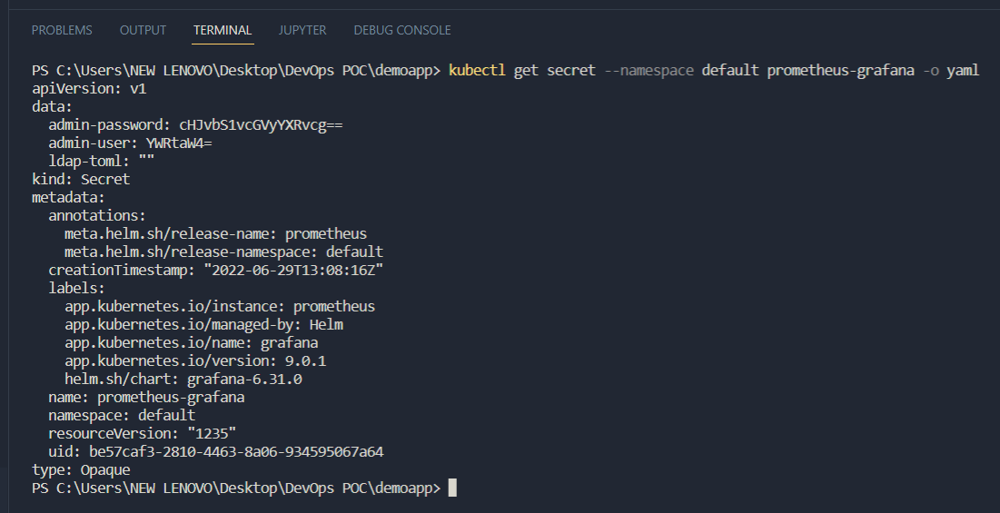 PROBLEMS OUTPUT TERMINAL JUPYTER DEBUG CONSOLE
PS C:\Users\NEW LENOVO\Desktop\DevOps POC\demoapp> kubectl get secret --namespace default prometheus-grafana -o yaml
apiVersion: v1
data:
  admin-password: cHJvbS1vcGVyYXRvcg==
  admin-user: YWRtaW4=
  ldap-toml: ""
kind: Secret
metadata:
  annotations:
    meta.helm.sh/release-name: prometheus
    meta.helm.sh/release-namespace: default
  creationTimestamp: "2022-06-29T13:08:16Z"
  labels:
    app.kubernetes.io/instance: prometheus
    app.kubernetes.io/managed-by: Helm
    app.kubernetes.io/name: grafana
    app.kubernetes.io/version: 9.0.1
    helm.sh/chart: grafana-6.31.0
  name: prometheus-grafana
  namespace: default
  resourceVersion: "1235"
  uid: be57caf3-2810-4463-8a06-934595067a64
type: Opaque
PS C:\Users\NEW LENOVO\Desktop\DevOps POC\demoapp>